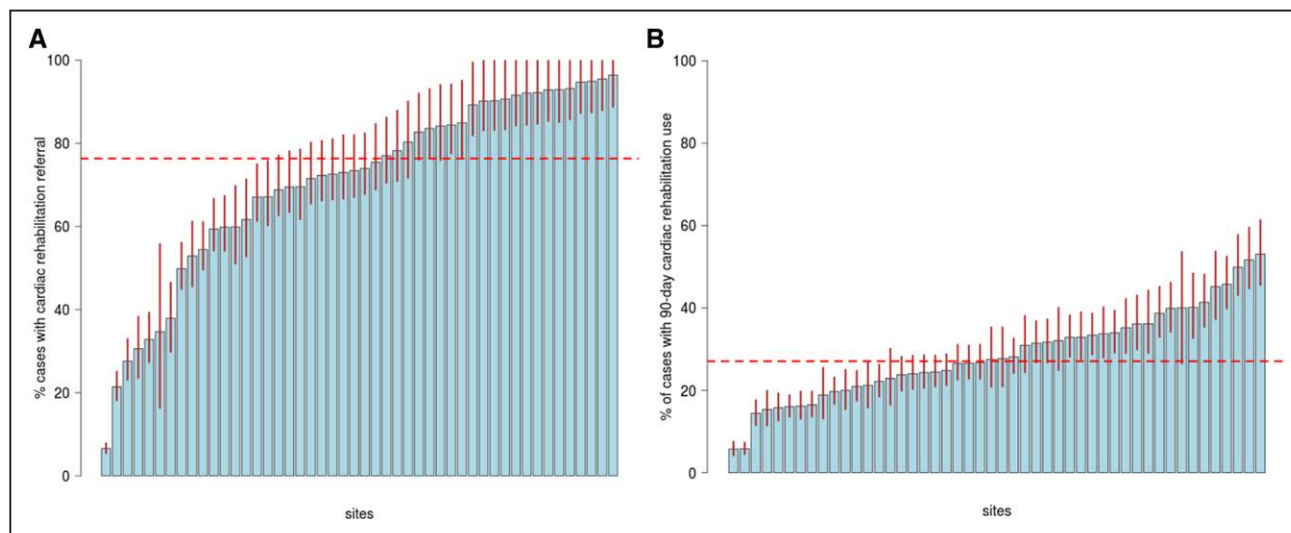 A
% cases with cardiac rehabilitation referral
100
80
60
40
20
0
sites
B
% of cases with 90-day cardiac rehabilitation use
100
80
60
40
20
0
sites